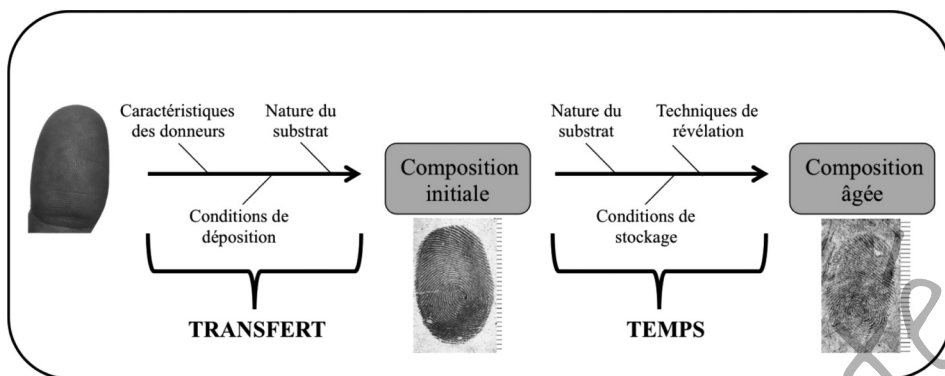 Caractéristiques
des donneurs
Nature du
substrat
Conditions de
déposition
TRANSFERT
Composition
initiale
Nature du
substrat
Techniques de
révélation
Conditions de
stockage
TEMPS
Composition
âgée